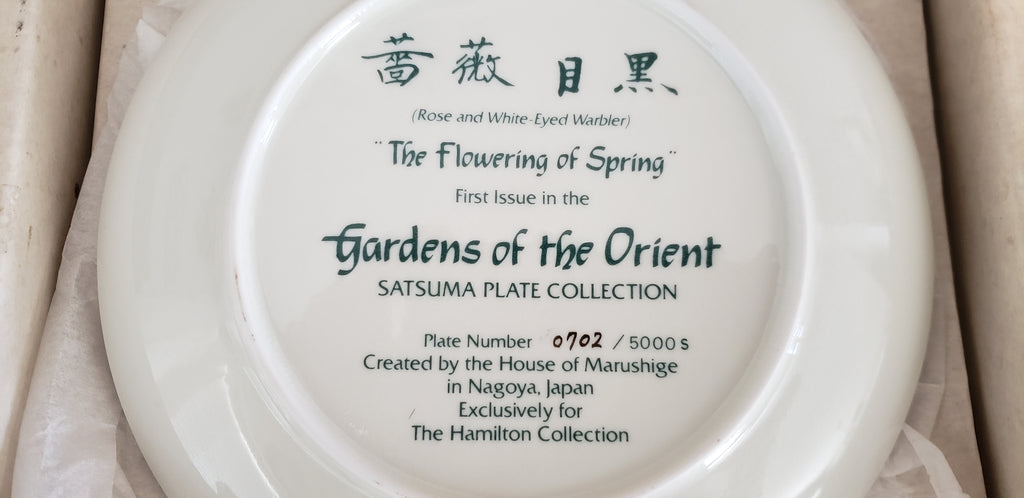 薔薇 目黒
(Rose and White-Eyed Warbler)
"The Flowering of Spring"
First Issue in the
Gardens of the Orient
SATSUMA PLATE COLLECTION
Plate Number 0702 / 5000 S
Created by the House of Marushige
in Nagoya, Japan
Exclusively for
The Hamilton Collection